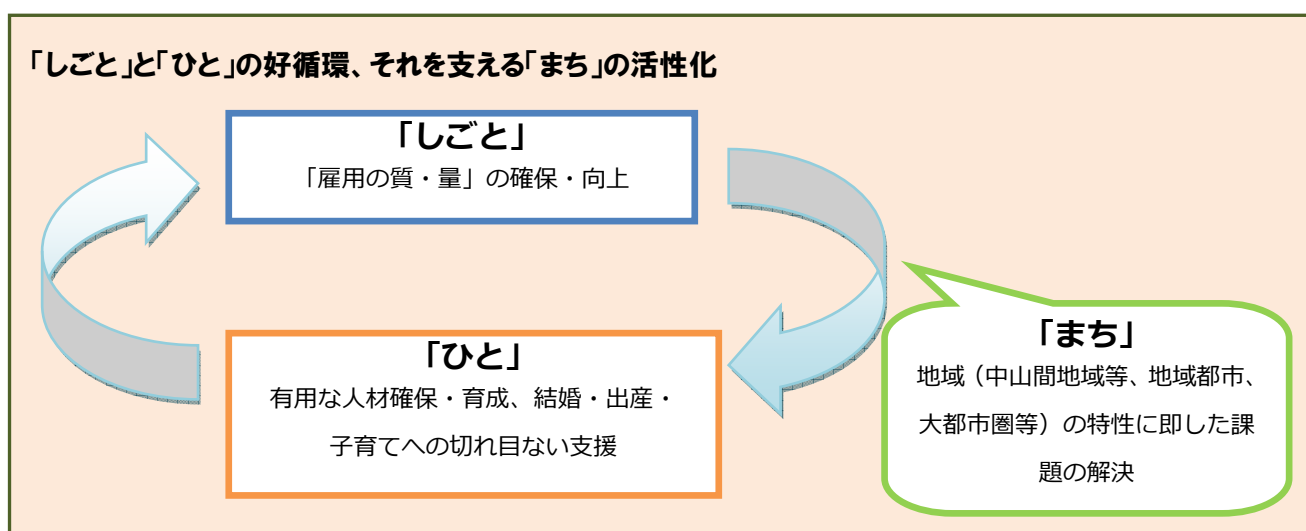 「しごと」と「ひと」の好循環、それを支える「まち」の活性化
「しごと」
「雇用の質・量」の確保・向上
「ひと」
有用な人材確保・育成、結婚・出産・
子育てへの切れ目ない支援
「まち」
地域（中山間地域等、地域都市、
大都市圏等）の特性に即した課
題の解決